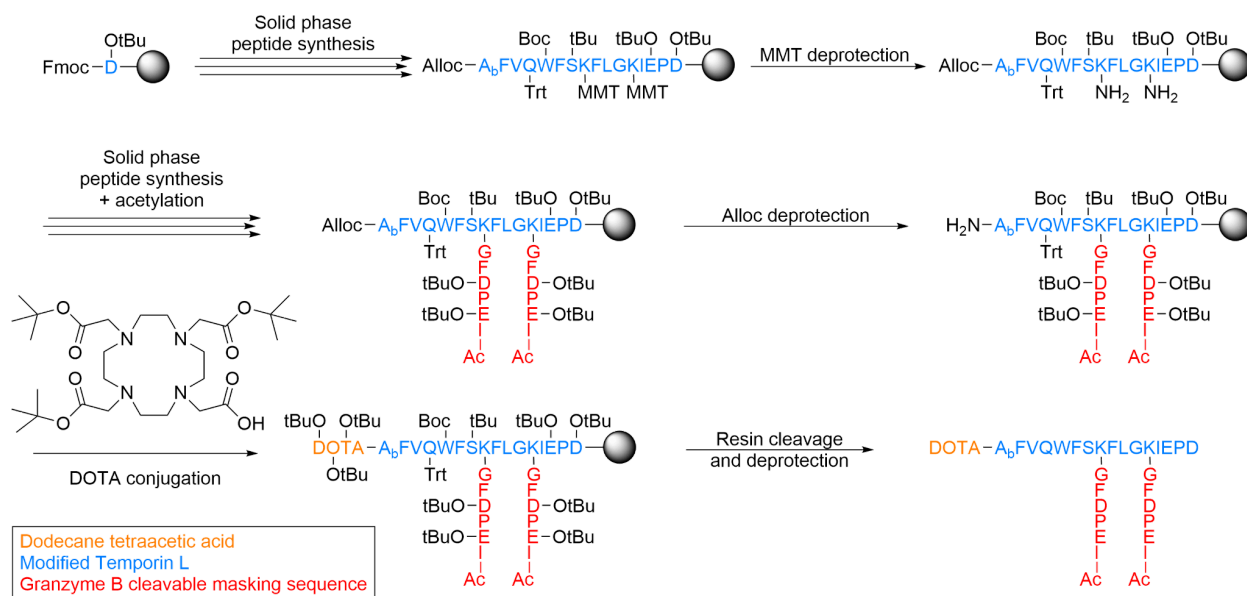 OtBu
Fmoc–D
Solid phase
peptide synthesis
Boc tBu tBuO OtBu
Alloc–AbFVQWFSKFLGKIEPD
Trt MMT MMT
MMT deprotection
Boc tBu tBuO OtBu
Alloc–AbFVQWFSKFLGKIEPD
Trt NH2 NH2
Solid phase
peptide synthesis
+ acetylation
Boc tBu tBuO OtBu
Alloc–AbFVQWFSKFLGKIEPD
Trt G G
F F
tBuO–D D–OtBu
P P
tBuO–E E–OtBu
I I
Ac Ac
Alloc deprotection
Boc tBu tBuO OtBu
H2N–AbFVQWFSKFLGKIEPD
Trt G G
F F
tBuO–D D–OtBu
P P
tBuO–E E–OtBu
I I
Ac Ac
O O
O N N O
O N N O
O OH
DOTA conjugation
tBuO OtBu Boc tBu tBuO OtBu
DOTA–AbFVQWFSKFLGKIEPD
OtBu Trt G G
F F
tBuO–D D–OtBu
P P
tBuO–E E–OtBu
I I
Ac Ac
Resin cleavage
and deprotection
DOTA–AbFVQWFSKFLGKIEPD
G G
F F
D D
P P
E E
I I
Ac Ac
Dodecane tetraacetic acid
Modified Temporin L
Granzyme B cleavable masking sequence